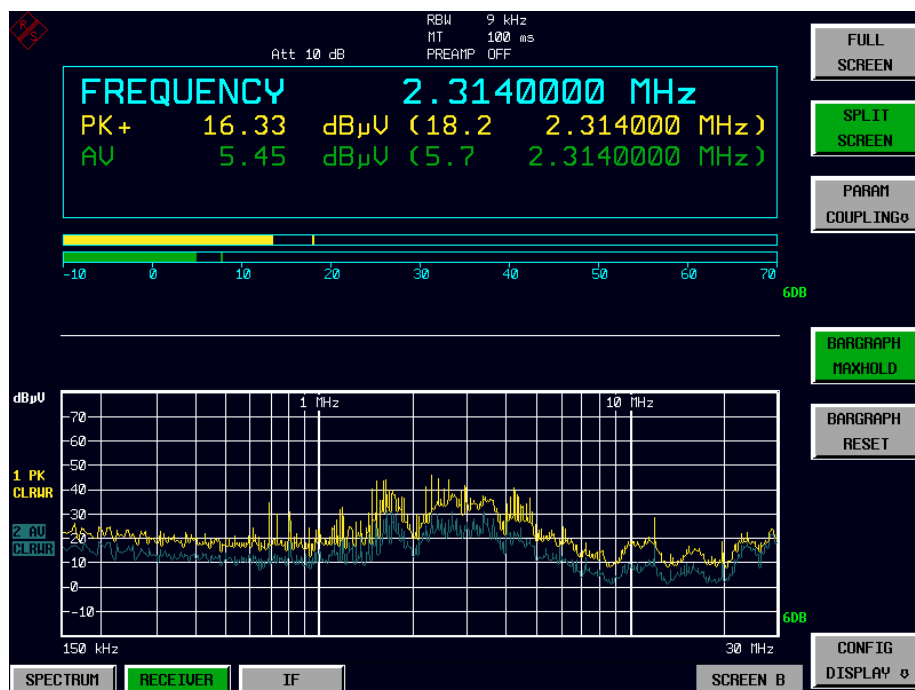 R
S
RBW 9 kHz
MT 100 ms
Att 10 dB PREAMP OFF
FREQUENCY 2.3140000 MHz
PK+ 16.33 dBµV (18.2 2.314000 MHz)
AV 5.45 dBµV (5.7 2.3140000 MHz)
-10 0 10 20 30 40 50 60 70
6DB
dBµV
1 MHz 10 MHz
70
60
50
1 PK
CLRWR
40
30
2 AV
CLRWR
20
10
0
-10
6DB
150 kHz 30 MHz
SPECTRUM RECEIVER IF SCREEN B
FULL
SCREEN
SPLIT
SCREEN
PARAM
COUPLING
BARGRAPH
MAXHOLD
BARGRAPH
RESET
CONFIG
DISPLAY